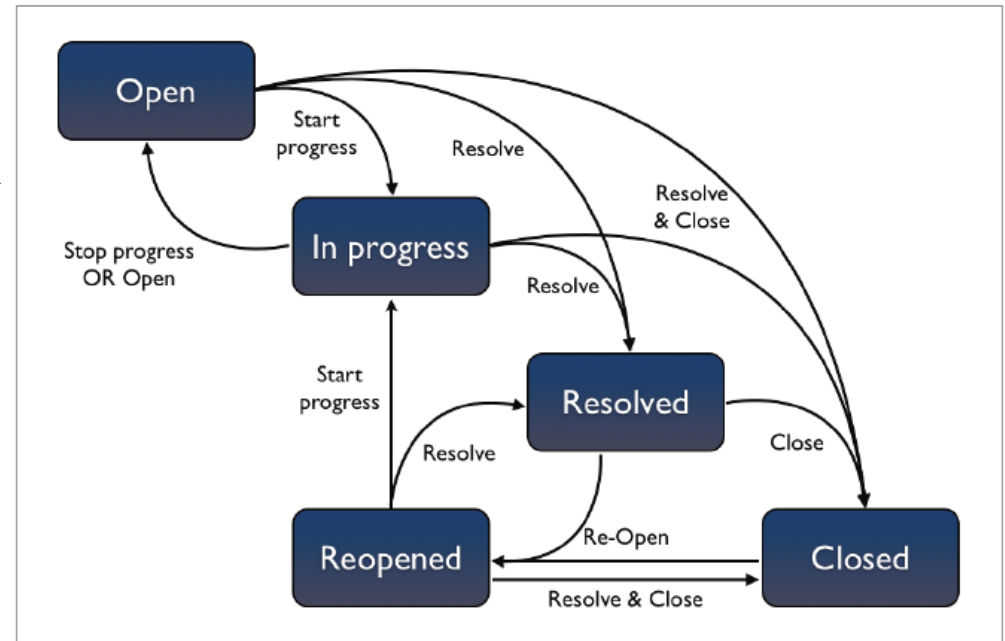 Open
Start
progress
Resolve
Resolve
& Close
Stop progress
OR Open
In progress
Resolve
Start
progress
Resolved
Resolve
Close
Re-Open
Reopened
Closed
Resolve & Close